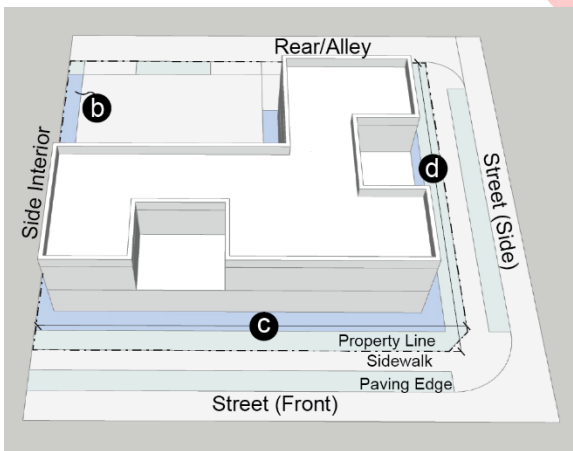 Rear/Alley
b
Side Interior
d
Street (Side)
c
Property Line
Sidewalk
Paving Edge
Street (Front)